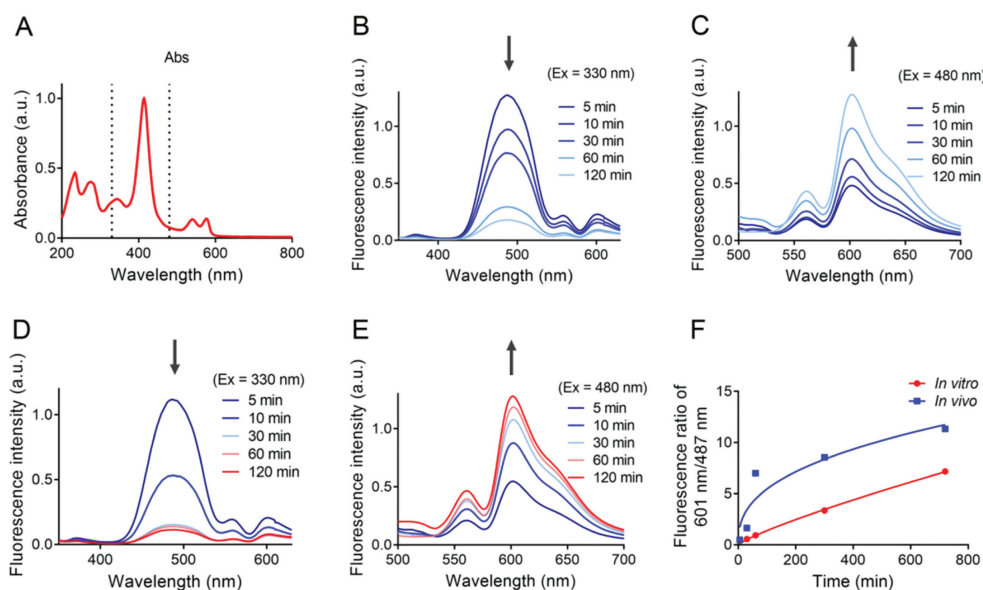 A
Abs
Absorbance (a.u.)
1.0
0.5
0.0
200 400 600 800
Wavelength (nm)
B
(Ex = 330 nm)
Fluorescence intensity (a.u.)
1.0
0.5
0
5 min
10 min
30 min
60 min
120 min
400 500 600
Wavelength (nm)
C
(Ex = 480 nm)
Fluorescence intensity (a.u.)
1.0
0.5
0
5 min
10 min
30 min
60 min
120 min
500 550 600 650 700
Wavelength (nm)
D
(Ex = 330 nm)
Fluorescence intensity (a.u.)
1.0
0.5
0.0
5 min
10 min
30 min
60 min
120 min
400 500 600
Wavelength (nm)
E
(Ex = 480 nm)
Fluorescence intensity (a.u.)
1.0
0.5
0.0
5 min
10 min
30 min
60 min
120 min
500 550 600 650 700
Wavelength (nm)
F
Fluorescence ratio of
601 nm/487 nm
15
10
5
0
In vitro
In vivo
0 200 400 600 800
Time (min)